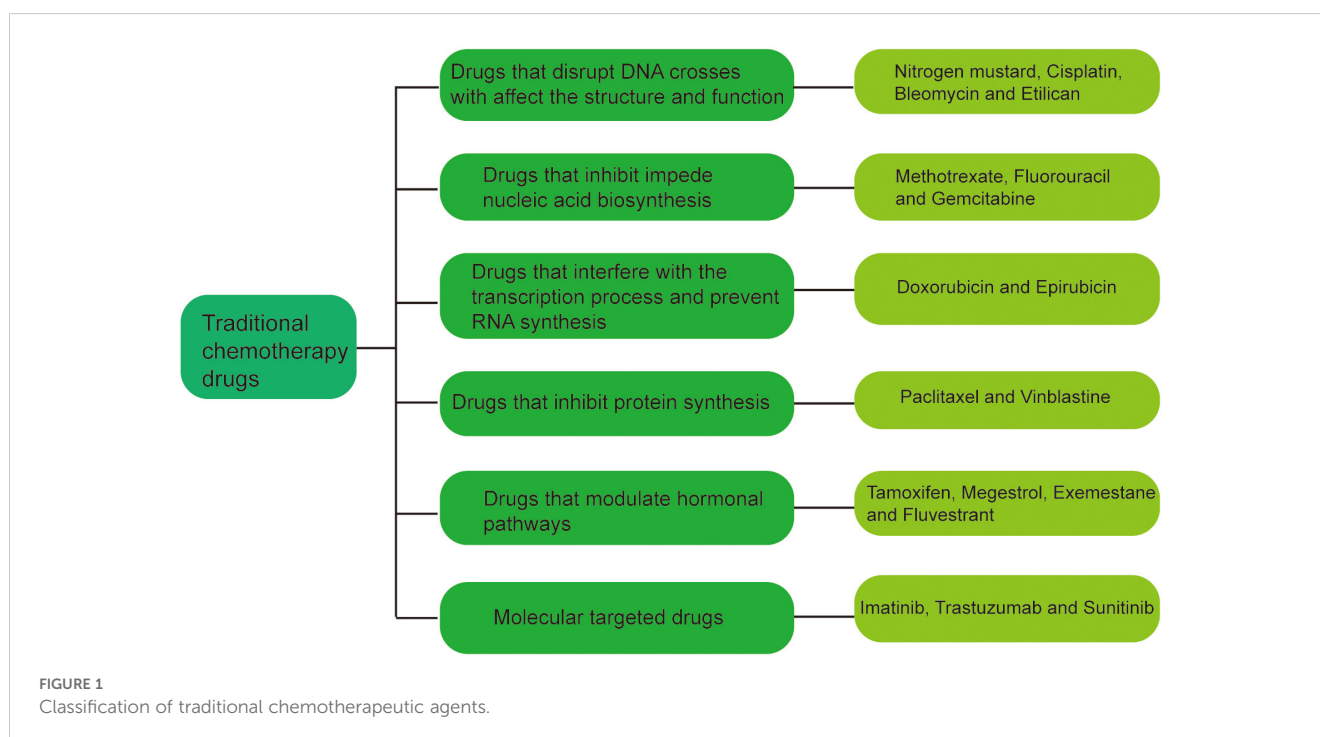 Traditional
chemotherapy
drugs
Drugs that disrupt DNA crosses
with affect the structure and function
Nitrogen mustard, Cisplatin,
Bleomycin and Etilican
Drugs that inhibit impede
nucleic acid biosynthesis
Methotrexate, Fluorouracil
and Gemcitabine
Drugs that interfere with the
transcription process and prevent
RNA synthesis
Doxorubicin and Epirubicin
Drugs that inhibit protein synthesis
Paclitaxel and Vinblastine
Drugs that modulate hormonal
pathways
Tamoxifen, Megestrol, Exemestane
and Fluvestrant
Molecular targeted drugs
Imatinib, Trastuzumab and Sunitinib
FIGURE 1
Classification of traditional chemotherapeutic agents.